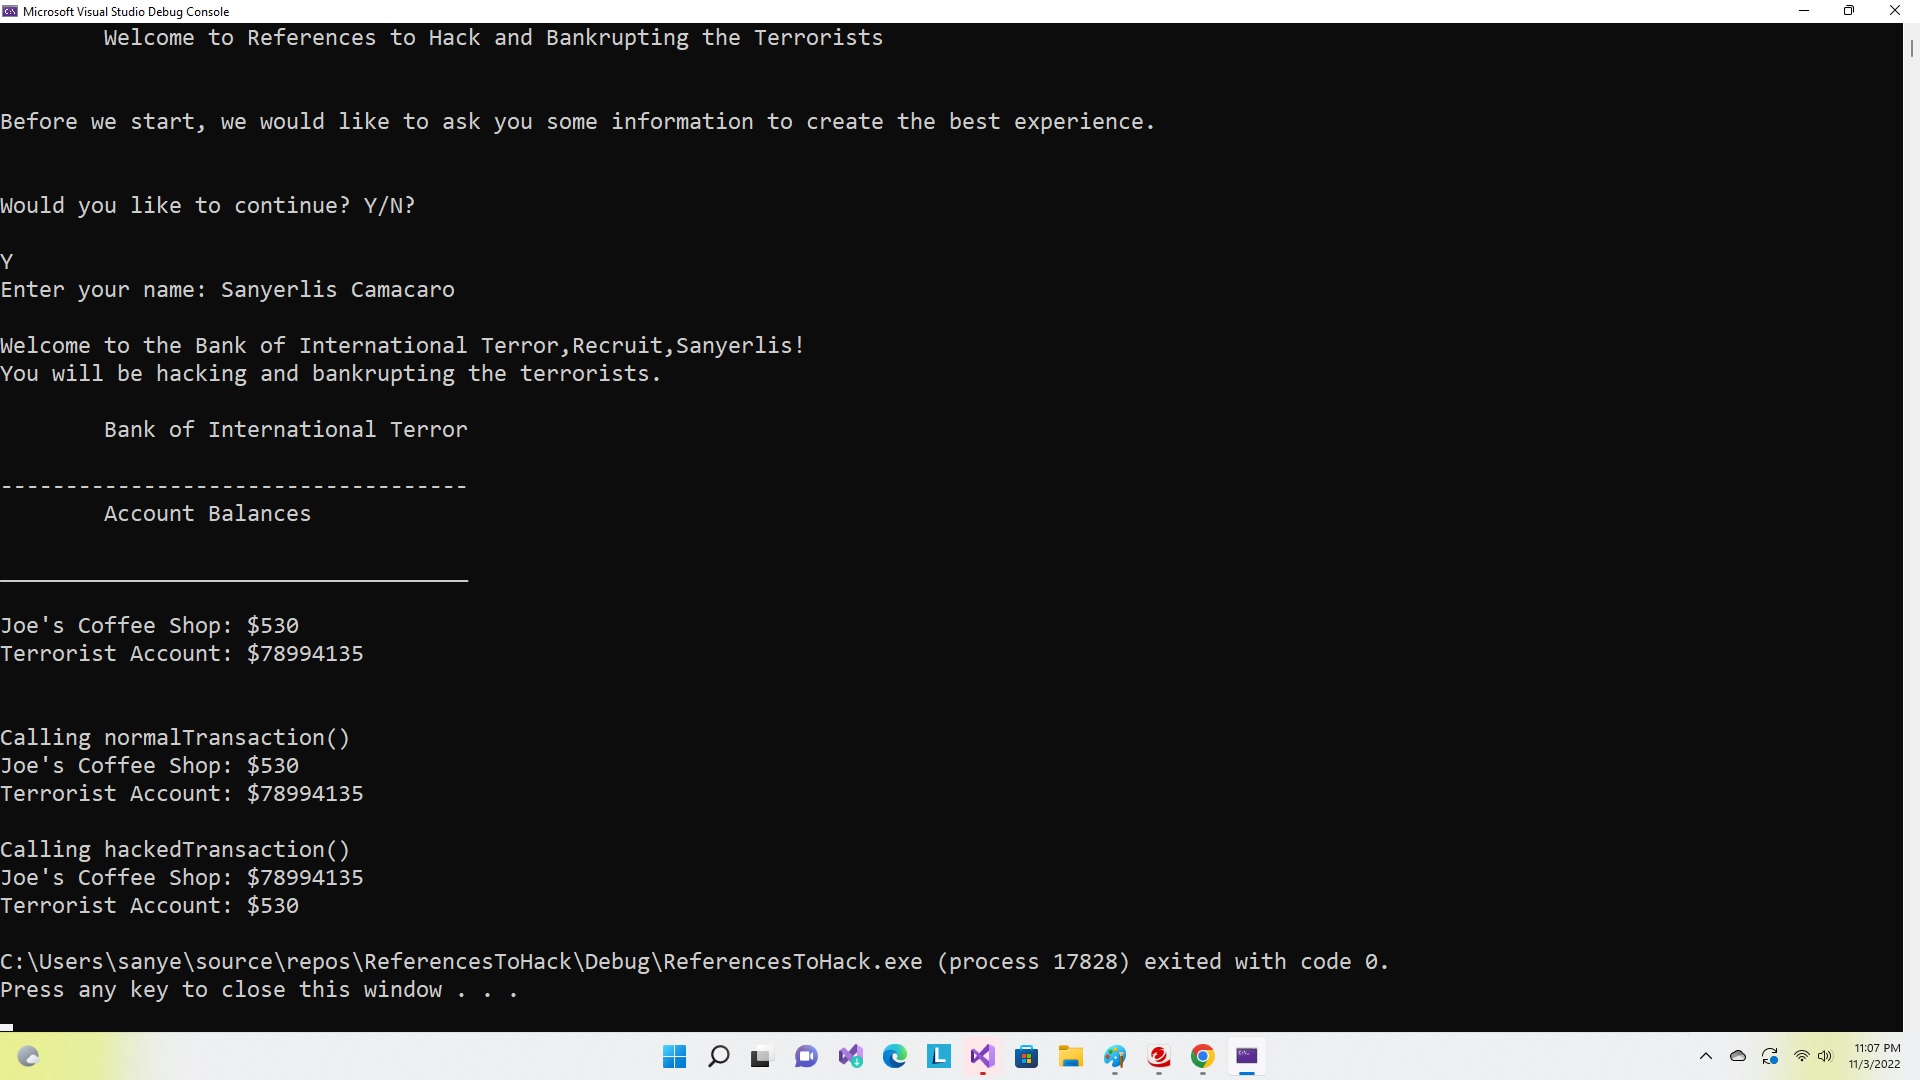 Microsoft Visual Studio Debug Console
Welcome to References to Hack and Bankrupting the Terrorists
Before we start, we would like to ask you some information to create the best experience.
Would you like to continue? Y/N?
Y
Enter your name: Sanyerlis Camacaro
Welcome to the Bank of International Terror,Recruit,Sanyerlis!
You will be hacking and bankrupting the terrorists.
Bank of International Terror
------------------------------------
Account Balances
____________________________________
Joe's Coffee Shop: $530
Terrorist Account: $78994135
Calling normalTransaction()
Joe's Coffee Shop: $530
Terrorist Account: $78994135
Calling hackedTransaction()
Joe's Coffee Shop: $78994135
Terrorist Account: $530
C:\Users\sanye\source\repos\ReferencesToHack\Debug\ReferencesToHack.exe (process 17828) exited with code 0.
Press any key to close this window . . .
L
11:07 PM
11/3/2022